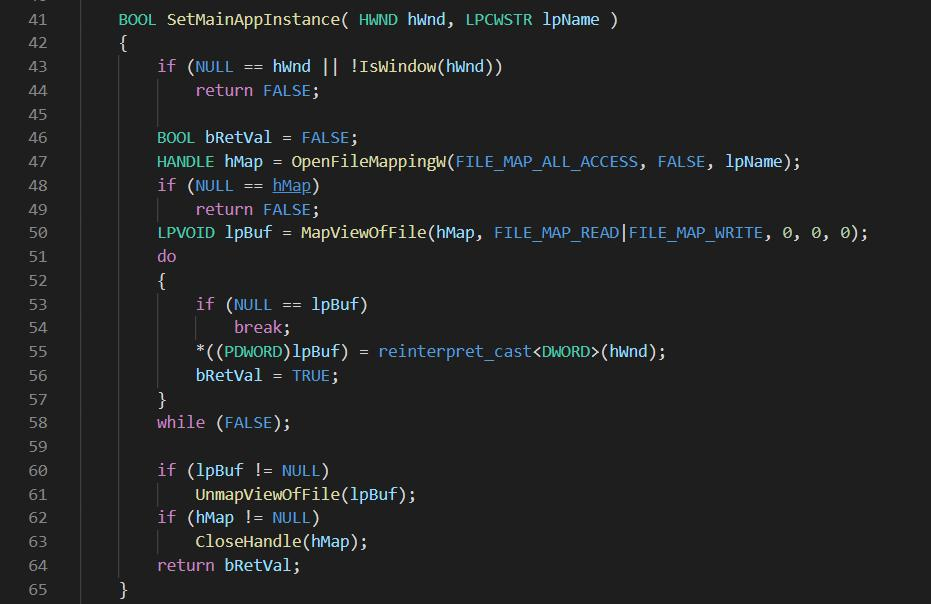 41 BOOL SetMainAppInstance( HWND hWnd, LPCWSTR lpName )
42 {
43     if (NULL == hWnd || !IsWindow(hWnd))
44         return FALSE;
45
46     BOOL bRetVal = FALSE;
47     HANDLE hMap = OpenFileMappingW(FILE_MAP_ALL_ACCESS, FALSE, lpName);
48     if (NULL == hMap)
49         return FALSE;
50     LPVOID lpBuf = MapViewOfFile(hMap, FILE_MAP_READ|FILE_MAP_WRITE, 0, 0, 0);
51     do
52     {
53         if (NULL == lpBuf)
54             break;
55         *((PDWORD)lpBuf) = reinterpret_cast<DWORD>(hWnd);
56         bRetVal = TRUE;
57     }
58     while (FALSE);
59
60     if (lpBuf != NULL)
61         UnmapViewOfFile(lpBuf);
62     if (hMap != NULL)
63         CloseHandle(hMap);
64     return bRetVal;
65 }